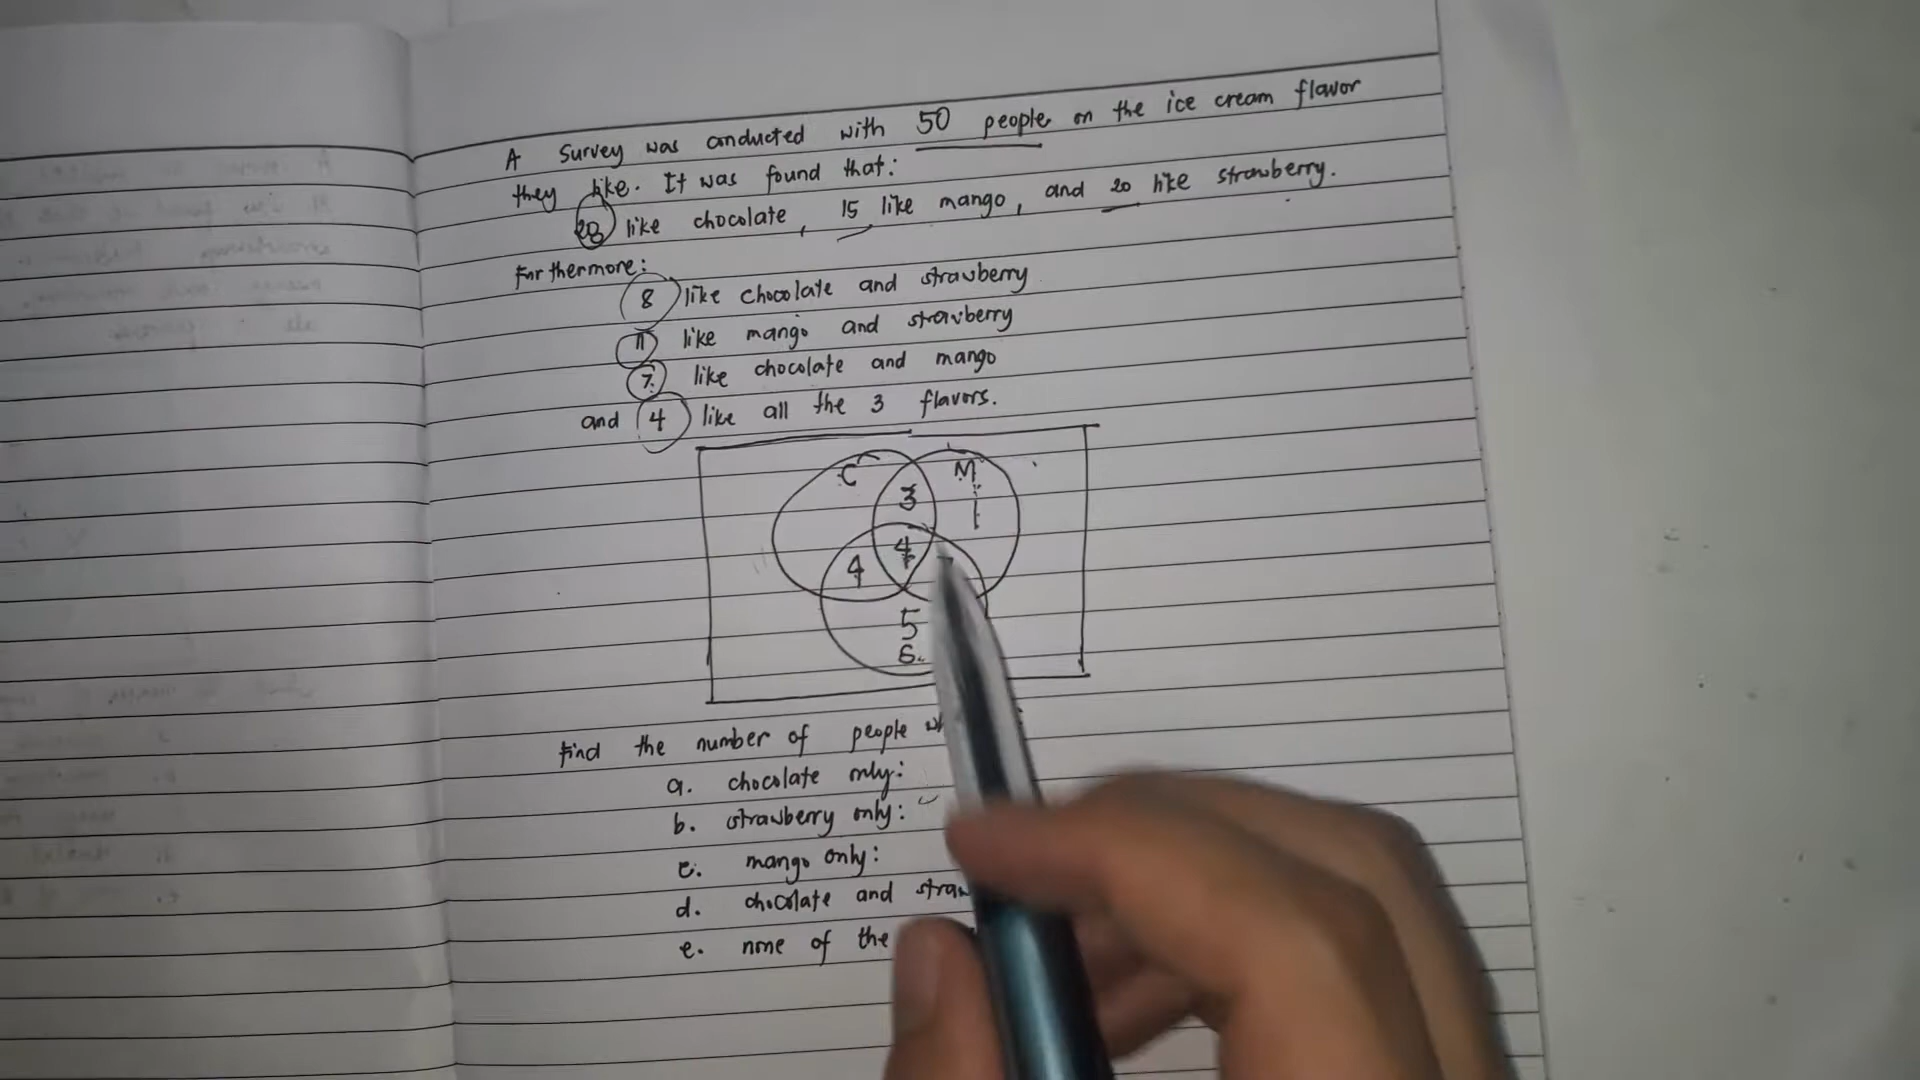 A survey was conducted with 50 people on the ice cream flavor
they like. It was found that:
28 like chocolate, 15 like mango, and 20 like strawberry.
Furthermore:
8 like chocolate and strawberry
11 like mango and strawberry
7 like chocolate and mango
and 4 like all the 3 flavors.
C M
3 1
4 4
5
S
Find the number of people
a. chocolate only:
b. strawberry only:
c. mango only:
d. chocolate and
e. none of the